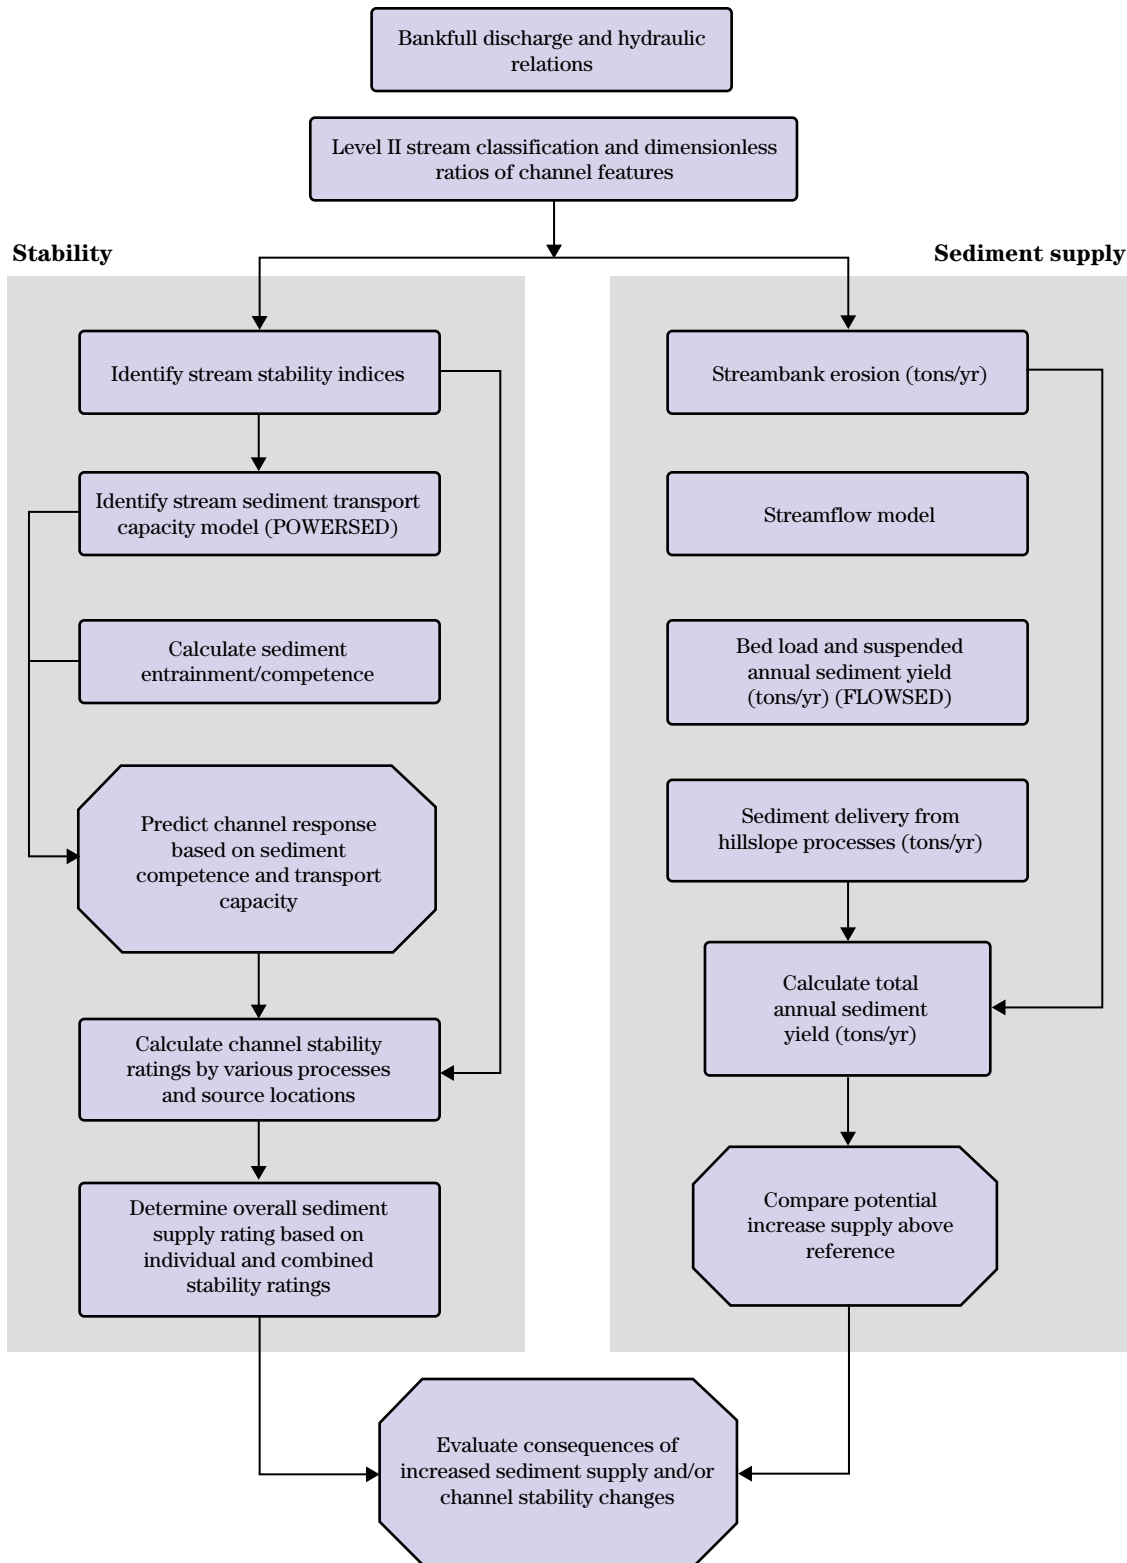 Bankfull discharge and hydraulic
relations
Level II stream classification and dimensionless
ratios of channel features
Stability
Identify stream stability indices
Identify stream sediment transport
capacity model (POWERSED)
Calculate sediment
entrainment/competence
Predict channel response
based on sediment
competence and transport
capacity
Calculate channel stability
ratings by various processes
and source locations
Determine overall sediment
supply rating based on
individual and combined
stability ratings
Sediment supply
Streambank erosion (tons/yr)
Streamflow model
Bed load and suspended
annual sediment yield
(tons/yr) (FLOWSED)
Sediment delivery from
hillslope processes (tons/yr)
Calculate total
annual sediment
yield (tons/yr)
Compare potential
increase supply above
reference
Evaluate consequences of
increased sediment supply and/or
channel stability changes